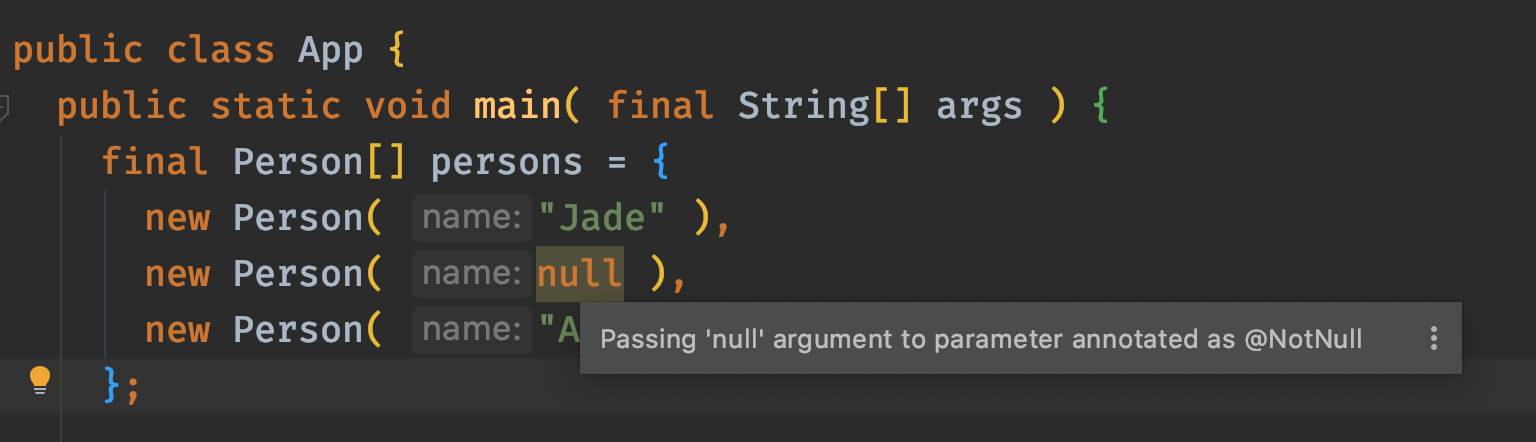 public class App {
public static void main( final String[] args ) {
final Person[] persons = {
new Person( name: "Jade" ),
new Person( name: null ),
new Person( name: "A
Passing 'null' argument to parameter annotated as @NotNull
};